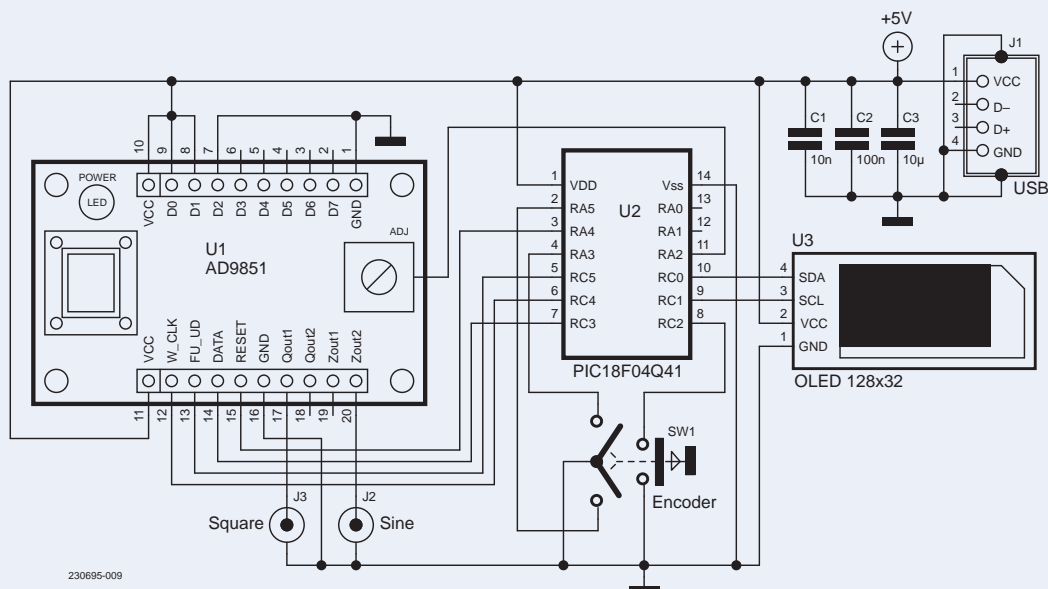 +5V
J1
1 VCC
2 D–
3 D+
4 GND
USB
C1
10n
C2
100n
C3
10µ
10 9 8 7 6 5 4 3 2 1
VCC D0 D1 D2 D3 D4 D5 D6 D7 GND
POWER
LED
U1
AD9851
ADJ
VCC W_CLK FU_UD DATA RESET GND Qout1 Qout2 Zout1 Zout2
11 12 13 14 15 16 17 18 19 20
U2
1 VDD Vss 14
2 RA5 RA0 13
3 RA4 RA1 12
4 RA3 RA2 11
5 RC5 RC0 10
6 RC4 RC1 9
7 RC3 RC2 8
PIC18F04Q41
U3
4 SDA
3 SCL
2 VCC
1 GND
OLED 128x32
SW1
Encoder
J3
Square
J2
Sine
230695-009